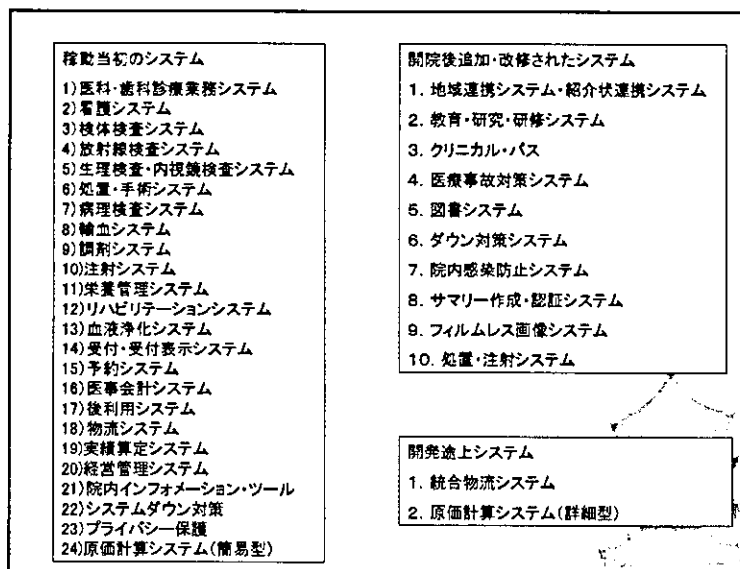 稼動当初のシステム
1)医科・歯科診療業務システム
2)看護システム
3)検体検査システム
4)放射線検査システム
5)生理検査・内視鏡検査システム
6)処置・手術システム
7)病理検査システム
8)輸血システム
9)調剤システム
10)注射システム
11)栄養管理システム
12)リハビリテーションシステム
13)血液浄化システム
14)受付・受付表示システム
15)予約システム
16)医事会計システム
17)後利用システム
18)物流システム
19)実績算定システム
20)経営管理システム
21)院内インフォメーション・ツール
22)システムダウン対策
23)プライバシー保護
24)原価計算システム(簡易型)
開院後追加・改修されたシステム
1. 地域連携システム・紹介状連携システム
2. 教育・研究・研修システム
3. クリニカル・パス
4. 医療事故対策システム
5. 図書システム
6. ダウン対策システム
7. 院内感染防止システム
8. サマリー作成・認証システム
9. フィルムレス画像システム
10. 処置・注射システム
開発途上システム
1. 統合物流システム
2. 原価計算システム(詳細型)